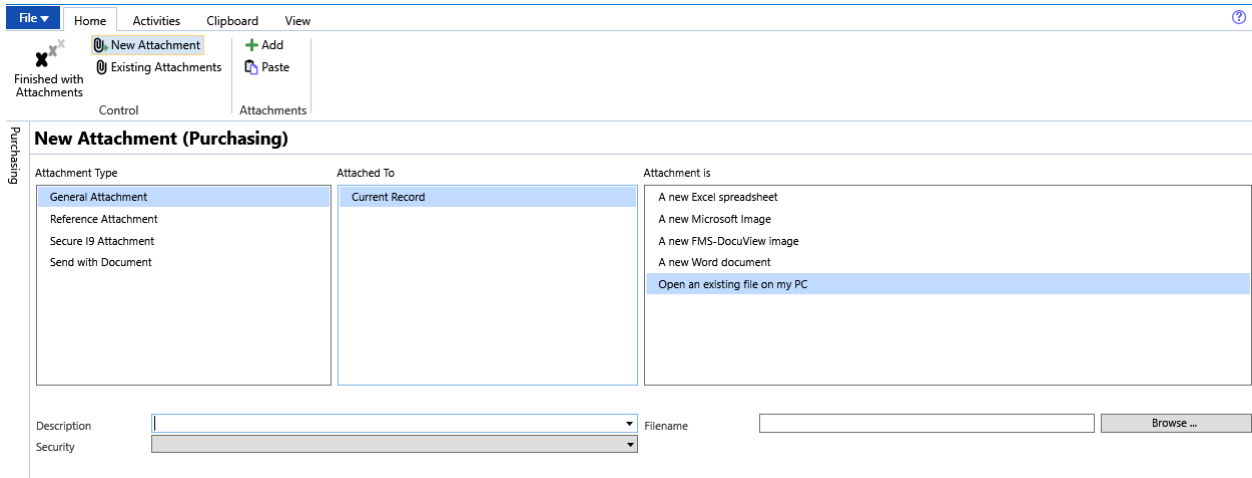 File Home Activities Clipboard View
New Attachment + Add
Existing Attachments Paste
Finished with
Attachments
Control Attachments
Purchasing
New Attachment (Purchasing)
Attachment Type Attached To Attachment is
General Attachment Current Record A new Excel spreadsheet
Reference Attachment A new Microsoft Image
Secure I9 Attachment A new FMS-DocuView image
Send with Document A new Word document
Open an existing file on my PC
Description Filename Browse ...
Security